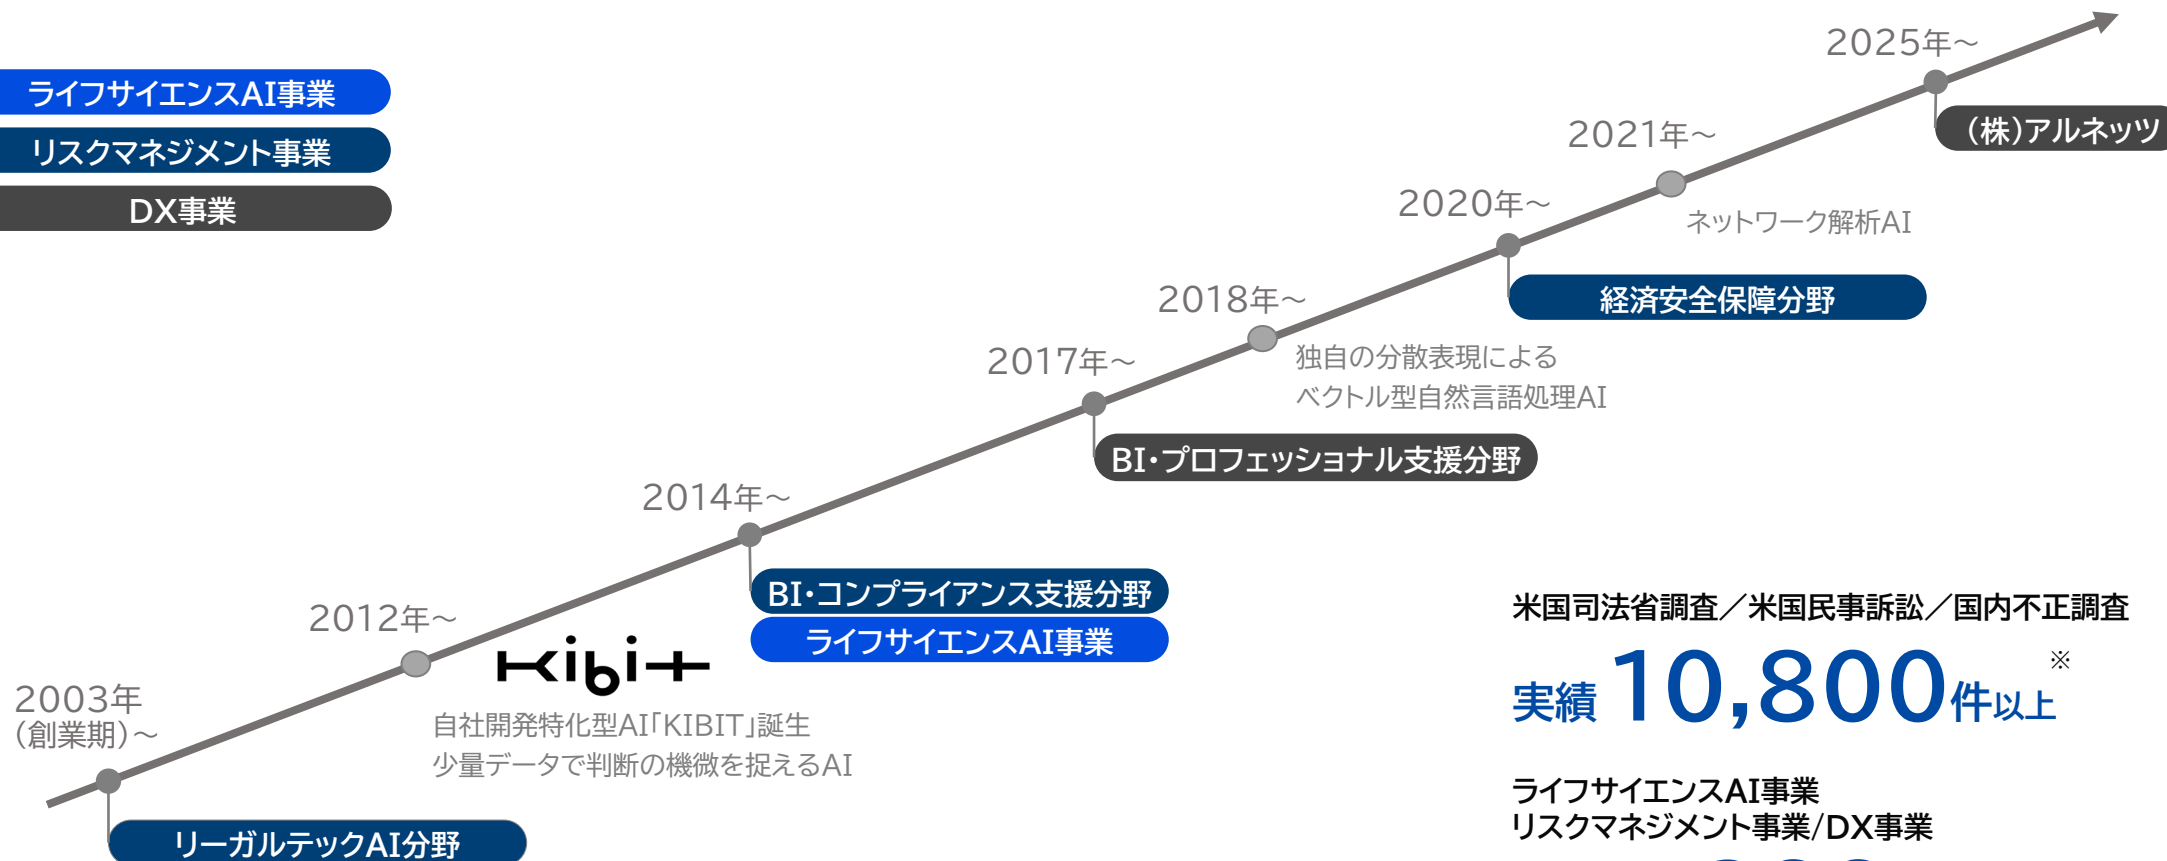 ライフサイエンスAI事業
リスクマネジメント事業
DX事業
2025年～
(株)アルネッツ
2021年～
ネットワーク解析AI
2020年～
経済安全保障分野
2018年～
独自の分散表現による
ベクトル型自然言語処理AI
2017年～
BI・プロフェッショナル支援分野
2014年～
BI・コンプライアンス支援分野
ライフサイエンスAI事業
2012年～
Kibit
自社開発特化型AI「KIBIT」誕生
少量データで判断の機微を捉えるAI
2003年
(創業期)～
リーガルテックAI分野
米国司法省調査／米国民事訴訟／国内不正調査
実績 10,800件以上※
ライフサイエンスAI事業
リスクマネジメント事業/DX事業